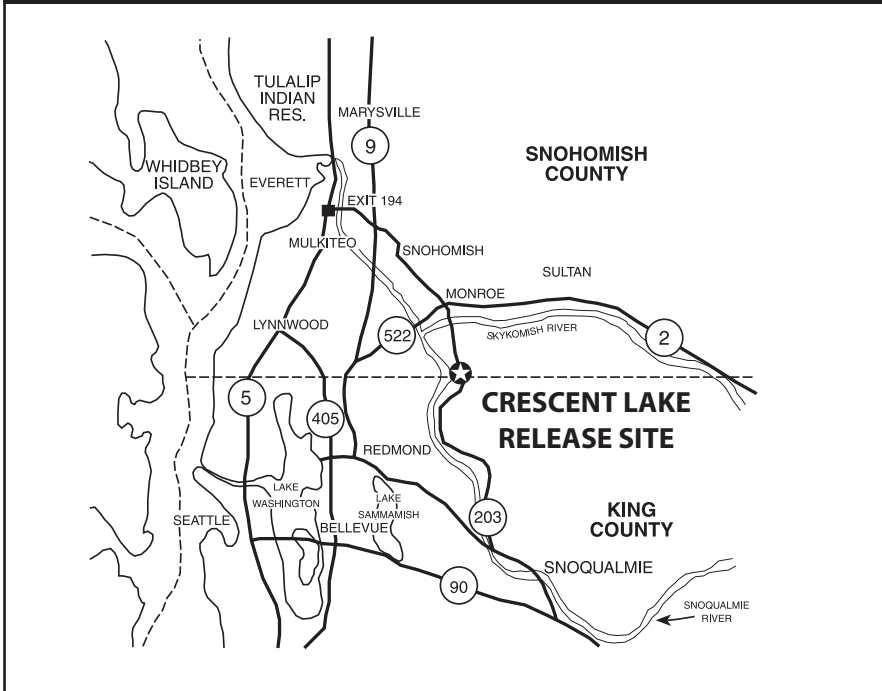 TULALIP
INDIAN
RES.
MARYSVILLE
9
SNOHOMISH
COUNTY
WHIDBEY
ISLAND
EVERETT
EXIT 194
MULKITEO
SNOHOMISH
SULTAN
MONROE
LYNNWOOD
522
SKYKOMISH RIVER
2
5
405
CRESCENT LAKE
RELEASE SITE
REDMOND
LAKE
WASHINGTON
LAKE
SAMMAMISH
SEATTLE
BELLEVUE
203
KING
COUNTY
SNOQUALMIE
90
SNOQUALMIE
RIVER